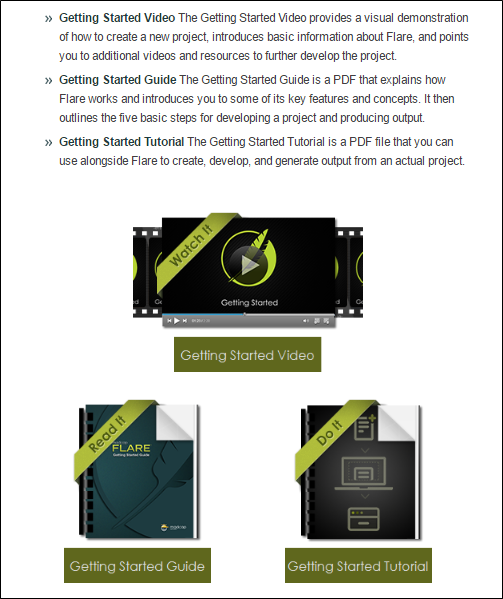 » Getting Started Video The Getting Started Video provides a visual demonstration
of how to create a new project, introduces basic information about Flare, and points
you to additional videos and resources to further develop the project.
» Getting Started Guide The Getting Started Guide is a PDF that explains how
Flare works and introduces you to some of its key features and concepts. It then
outlines the five basic steps for developing a project and producing output.
» Getting Started Tutorial The Getting Started Tutorial is a PDF file that you can
use alongside Flare to create, develop, and generate output from an actual project.
Watch It
Getting Started
Getting Started Video
Read It
FLARE
Getting Started Guide
Do It
Getting Started Guide
Getting Started Tutorial